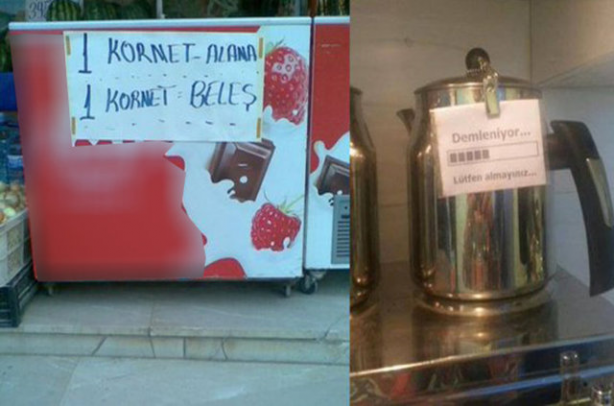 1 KORNET-ALANA
1 KORNET BELEŞ
Demleniyor...
Lütfen almayınız...